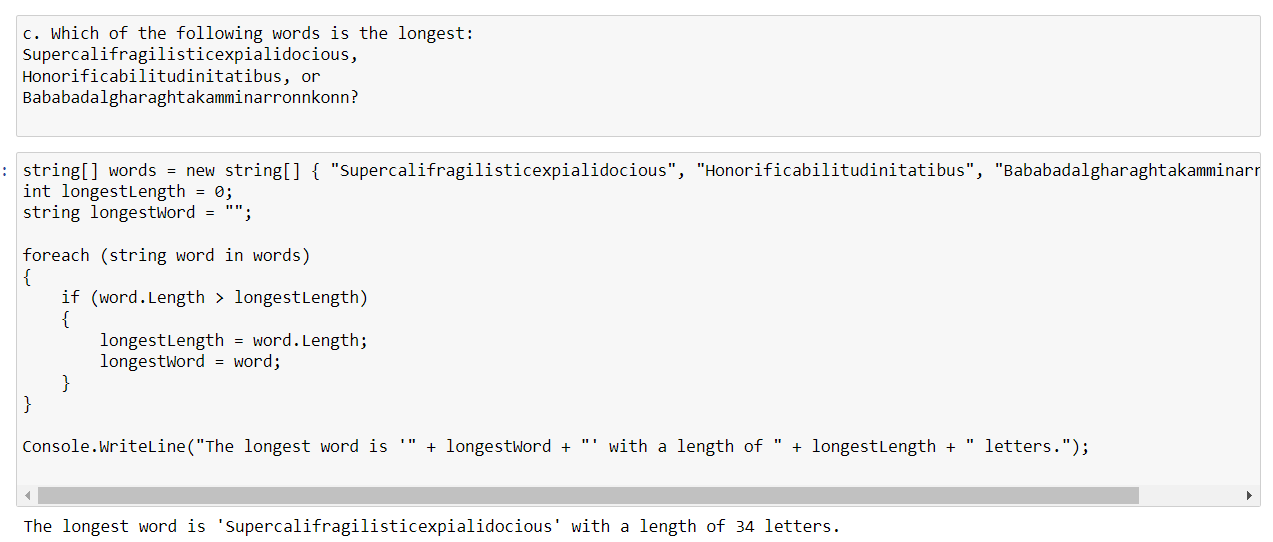 c. Which of the following words is the longest:
Supercalifragilisticexpialidocious,
Honorificabilitudinitatibus, or
Bababadalgharaghtakamminarronnkonn?
: string[] words = new string[] { "Supercalifragilisticexpialidocious", "Honorificabilitudinitatibus", "Bababadalgharaghtakamminarr
int longestLength = 0;
string longestWord = "";
foreach (string word in words)
{
    if (word.Length > longestLength)
    {
        longestLength = word.Length;
        longestWord = word;
    }
}
Console.WriteLine("The longest word is '" + longestWord + "' with a length of " + longestLength + " letters.");
The longest word is 'Supercalifragilisticexpialidocious' with a length of 34 letters.